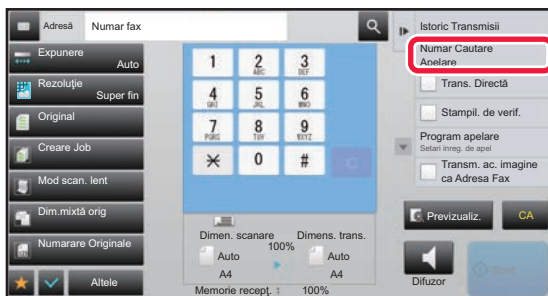 Adresă
Numar fax
Istoric Transmisii
Expunere
Auto
Rezoluţie
Super fin
Original
Creare Job
Mod scan. lent
Dim.mixtă orig
Numarare Originale
Altele
1
2
ABC
3
DEF
4
GHI
5
JKL
6
MNO
7
PQRS
8
TUV
9
WXYZ
0
#
C
Dimen. scanare
Dimens. trans.
100%
Auto
Auto
A4
A4
Memorie recepţ. :
100%
Numar Cautare
Apelare
Trans. Directă
Stampil. de verif.
Program apelare
Setari inreg. de apel
Transm. ac. imagine
ca Adresa Fax
Previzualiz.
CA
Difuzor
Start